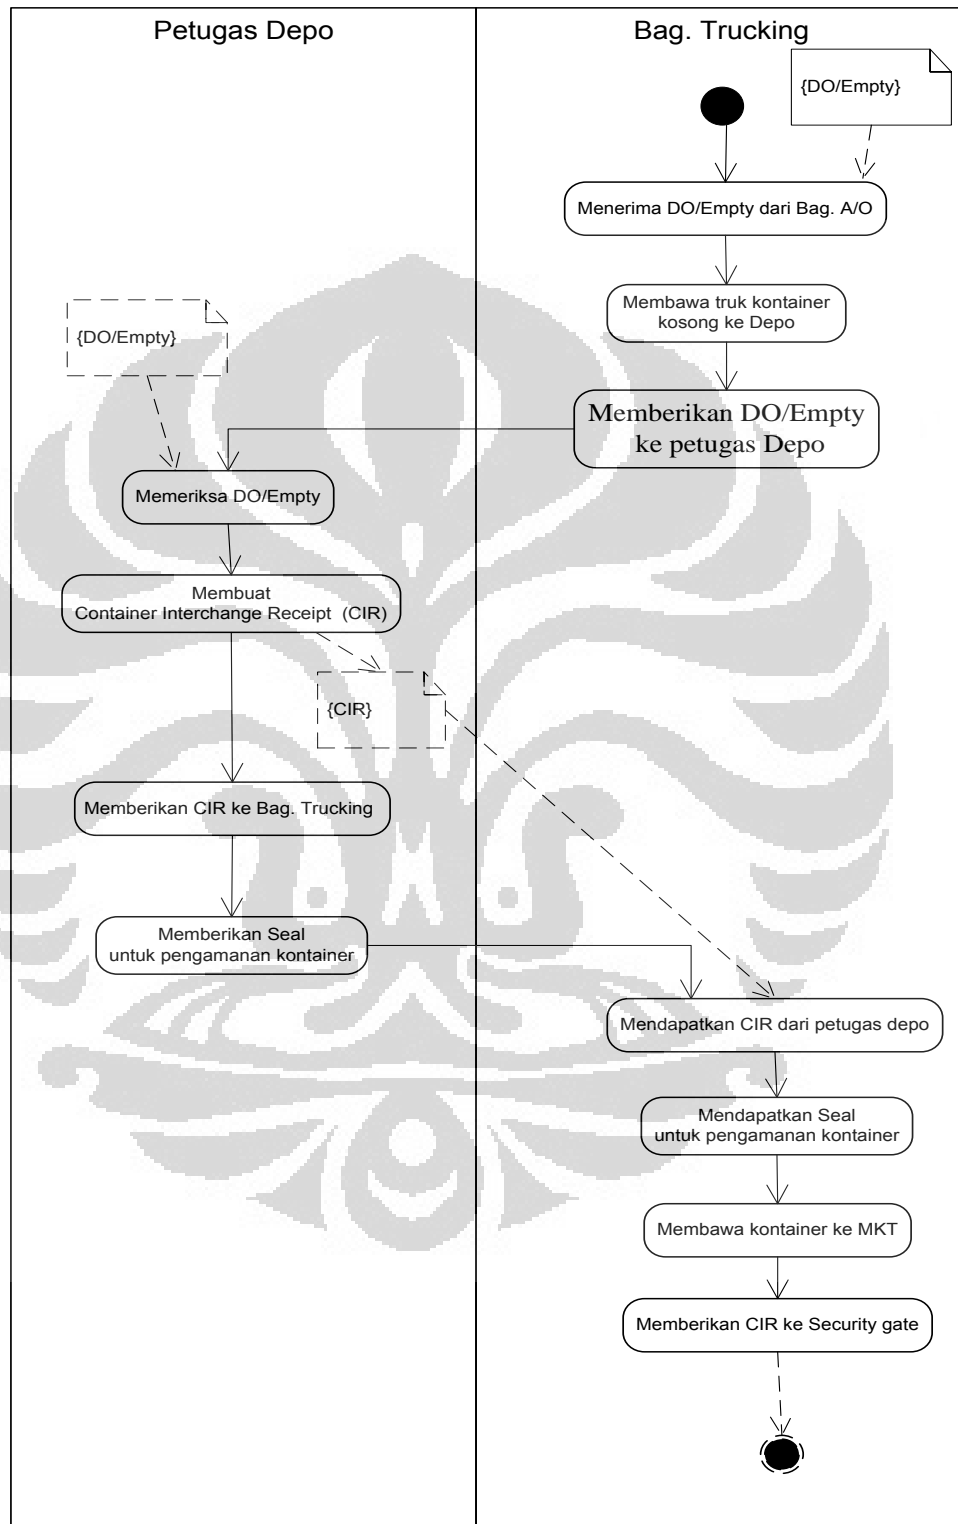 Petugas Depo
Bag. Trucking
{DO/Empty}
Menerima DO/Empty dari Bag. A/O
Membawa truk kontainer
kosong ke Depo
{DO/Empty}
Memberikan DO/Empty
ke petugas Depo
Memeriksa DO/Empty
Membuat
Container Interchange Receipt (CIR)
{CIR}
Memberikan CIR ke Bag. Trucking
Memberikan Seal
untuk pengamanan kontainer
Mendapatkan CIR dari petugas depo
Mendapatkan Seal
untuk pengamanan kontainer
Membawa kontainer ke MKT
Memberikan CIR ke Security gate